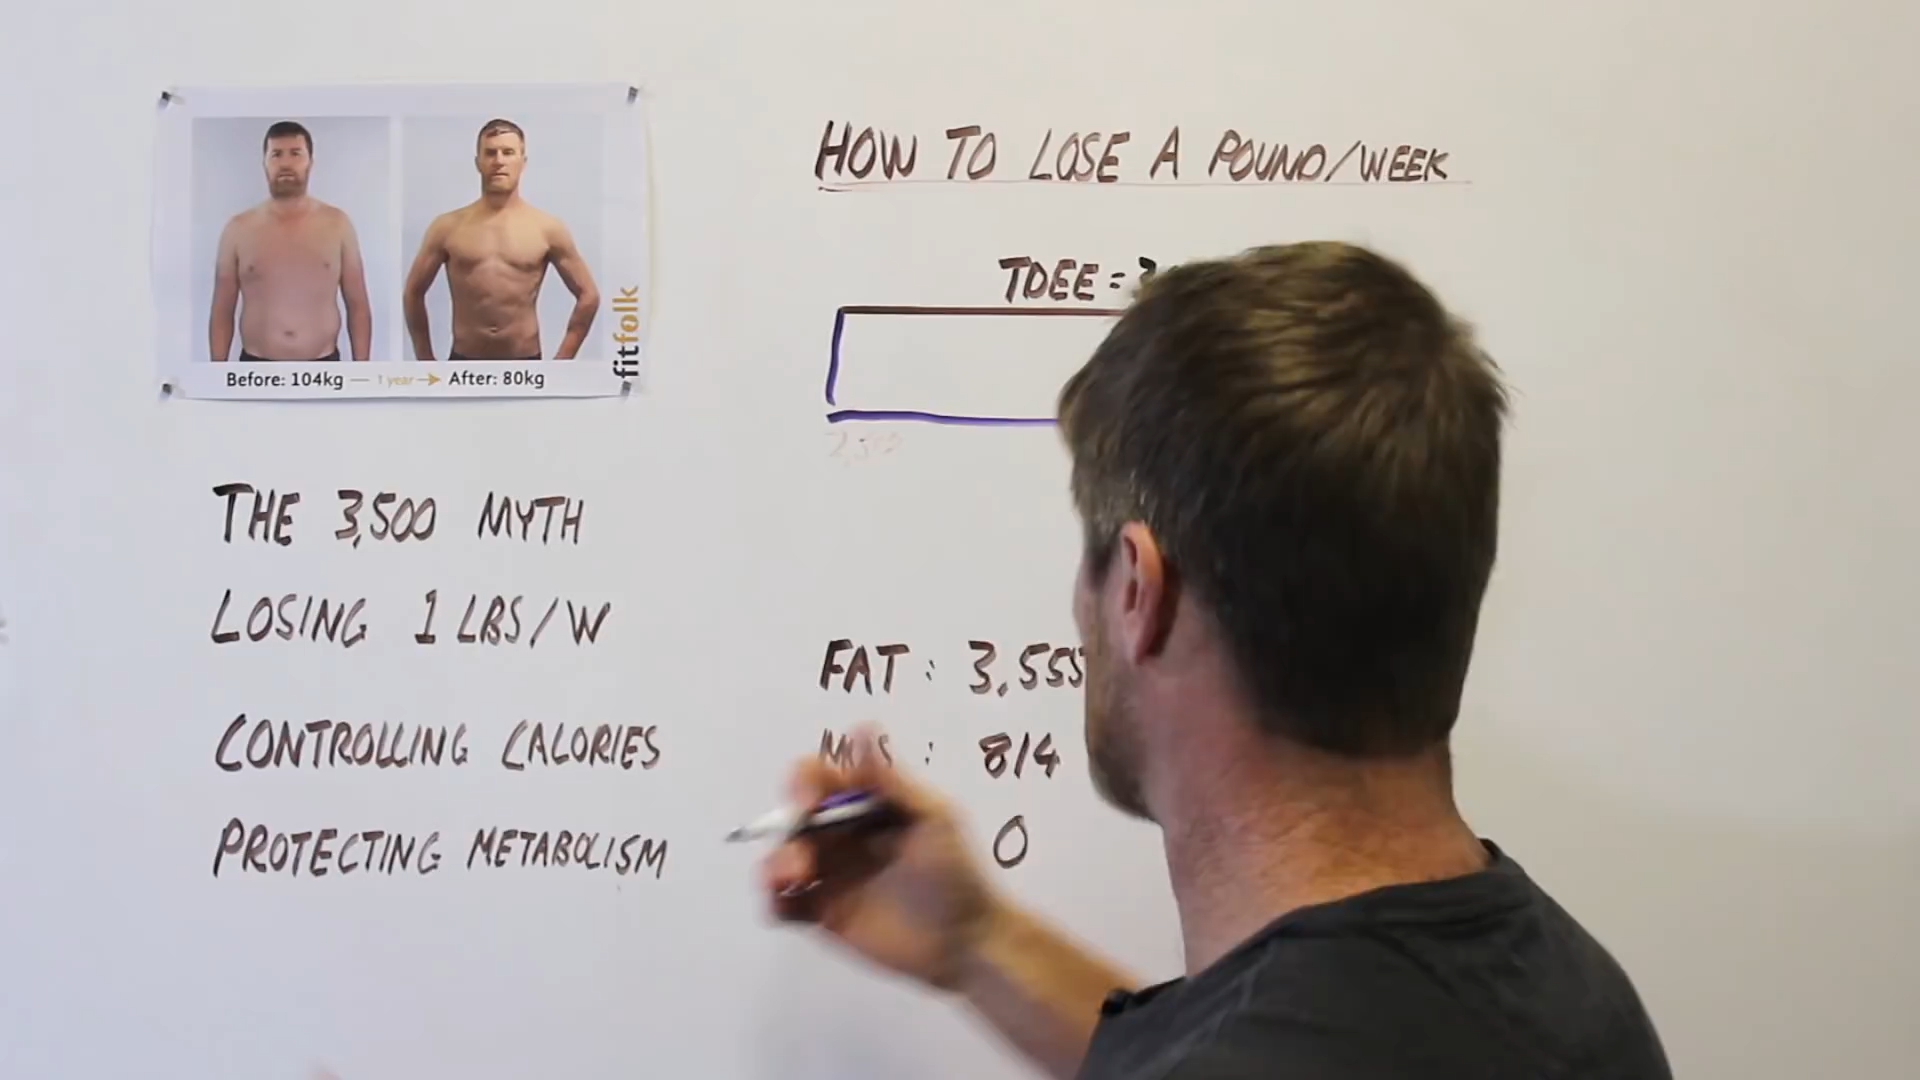 Before: 104kg — 1 year → After: 80kg
fitfolk
THE 3,500 MYTH
LOSING 1 LBS/W
CONTROLLING CALORIES
PROTECTING METABOLISM
HOW TO LOSE A POUND/WEEK
TDEE =
FAT : 3,555
: 814
0